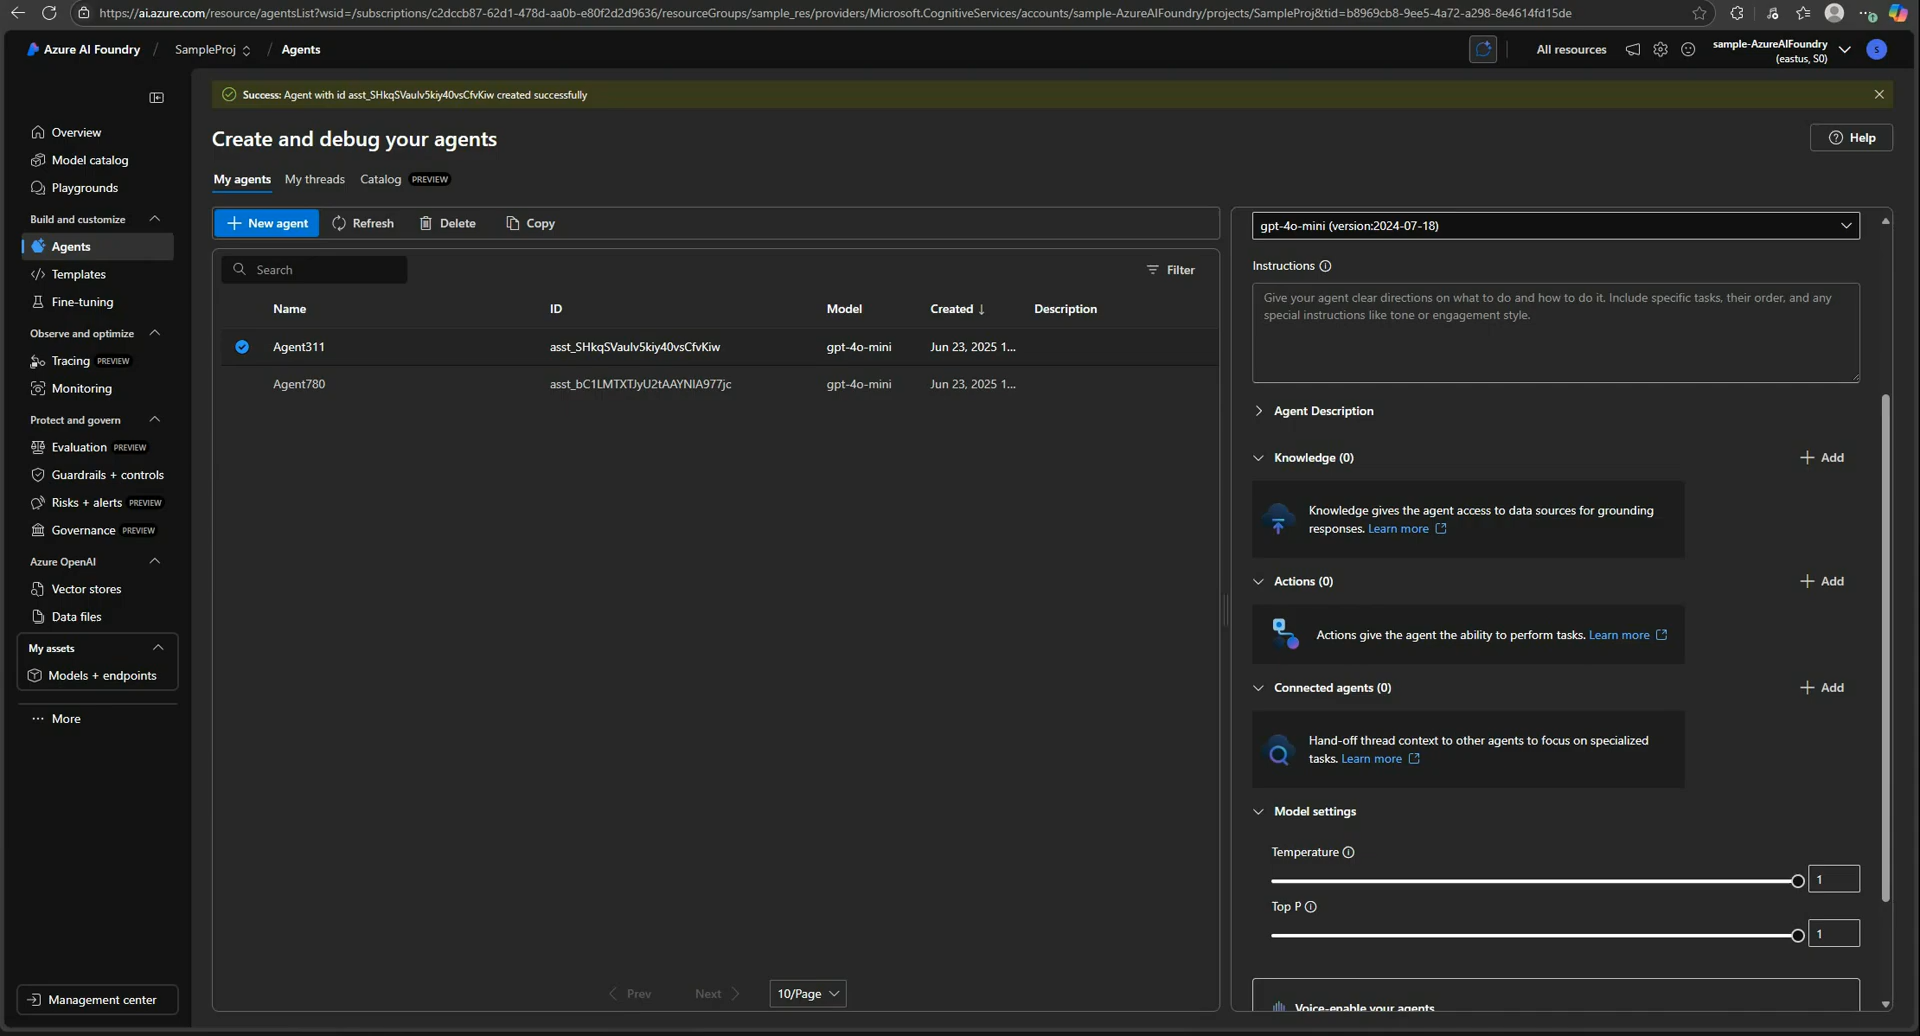 https://ai.azure.com/resource/agentsList?wsid=/subscriptions/c2dccb87-62d1-478d-aa0b-e80f2d2d9636/resourceGroups/sample_res/providers/Microsoft.CognitiveServices/accounts/sample-AzureAIFoundry/projects/SampleProj&tid=b8969cb8-9ee5-4a72-a298-8e4614fd15de
Azure AI Foundry / SampleProj / Agents
All resources
sample-AzureAIFoundry
(eastus, S0)
S
Success: Agent with id asst_SHkqSVaulv5kiy40vsCfvKiw created successfully
Overview
Model catalog
Playgrounds
Build and customize
Agents
Templates
Fine-tuning
Observe and optimize
Tracing PREVIEW
Monitoring
Protect and govern
Evaluation PREVIEW
Guardrails + controls
Risks + alerts PREVIEW
Governance PREVIEW
Azure OpenAI
Vector stores
Data files
My assets
Models + endpoints
More
Management center
Create and debug your agents
Help
My agents My threads Catalog PREVIEW
New agent Refresh Delete Copy
Search
Filter
Name ID Model Created ↓ Description
Agent311 asst_SHkqSVaulv5kiy40vsCfvKiw gpt-4o-mini Jun 23, 2025 1...
Agent780 asst_bC1LMTXTJyU2tAAYNIA977jc gpt-4o-mini Jun 23, 2025 1...
Prev Next 10/Page
gpt-4o-mini (version:2024-07-18)
Instructions
Give your agent clear directions on what to do and how to do it. Include specific tasks, their order, and any
special instructions like tone or engagement style.
Agent Description
Knowledge (0) + Add
Knowledge gives the agent access to data sources for grounding
responses. Learn more
Actions (0) + Add
Actions give the agent the ability to perform tasks. Learn more
Connected agents (0) + Add
Hand-off thread context to other agents to focus on specialized
tasks. Learn more
Model settings
Temperature
1
Top P
1
Voice-enable your agents